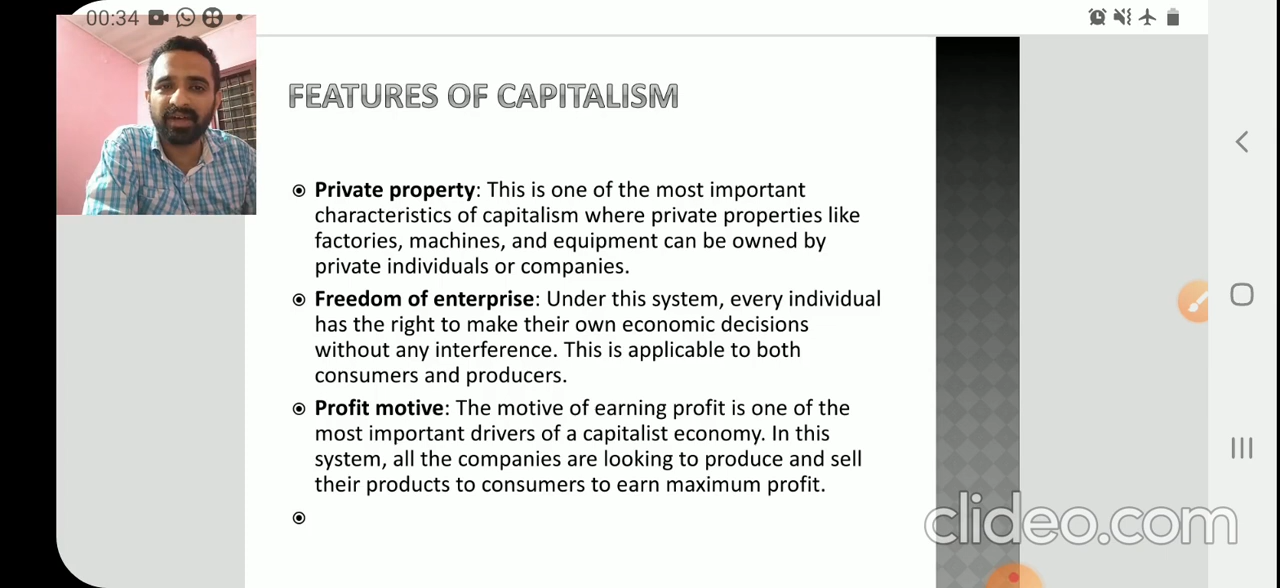 00:34
FEATURES OF CAPITALISM
Private property: This is one of the most important
characteristics of capitalism where private properties like
factories, machines, and equipment can be owned by
private individuals or companies.
Freedom of enterprise: Under this system, every individual
has the right to make their own economic decisions
without any interference. This is applicable to both
consumers and producers.
Profit motive: The motive of earning profit is one of the
most important drivers of a capitalist economy. In this
system, all the companies are looking to produce and sell
their products to consumers to earn maximum profit.
clideo.com